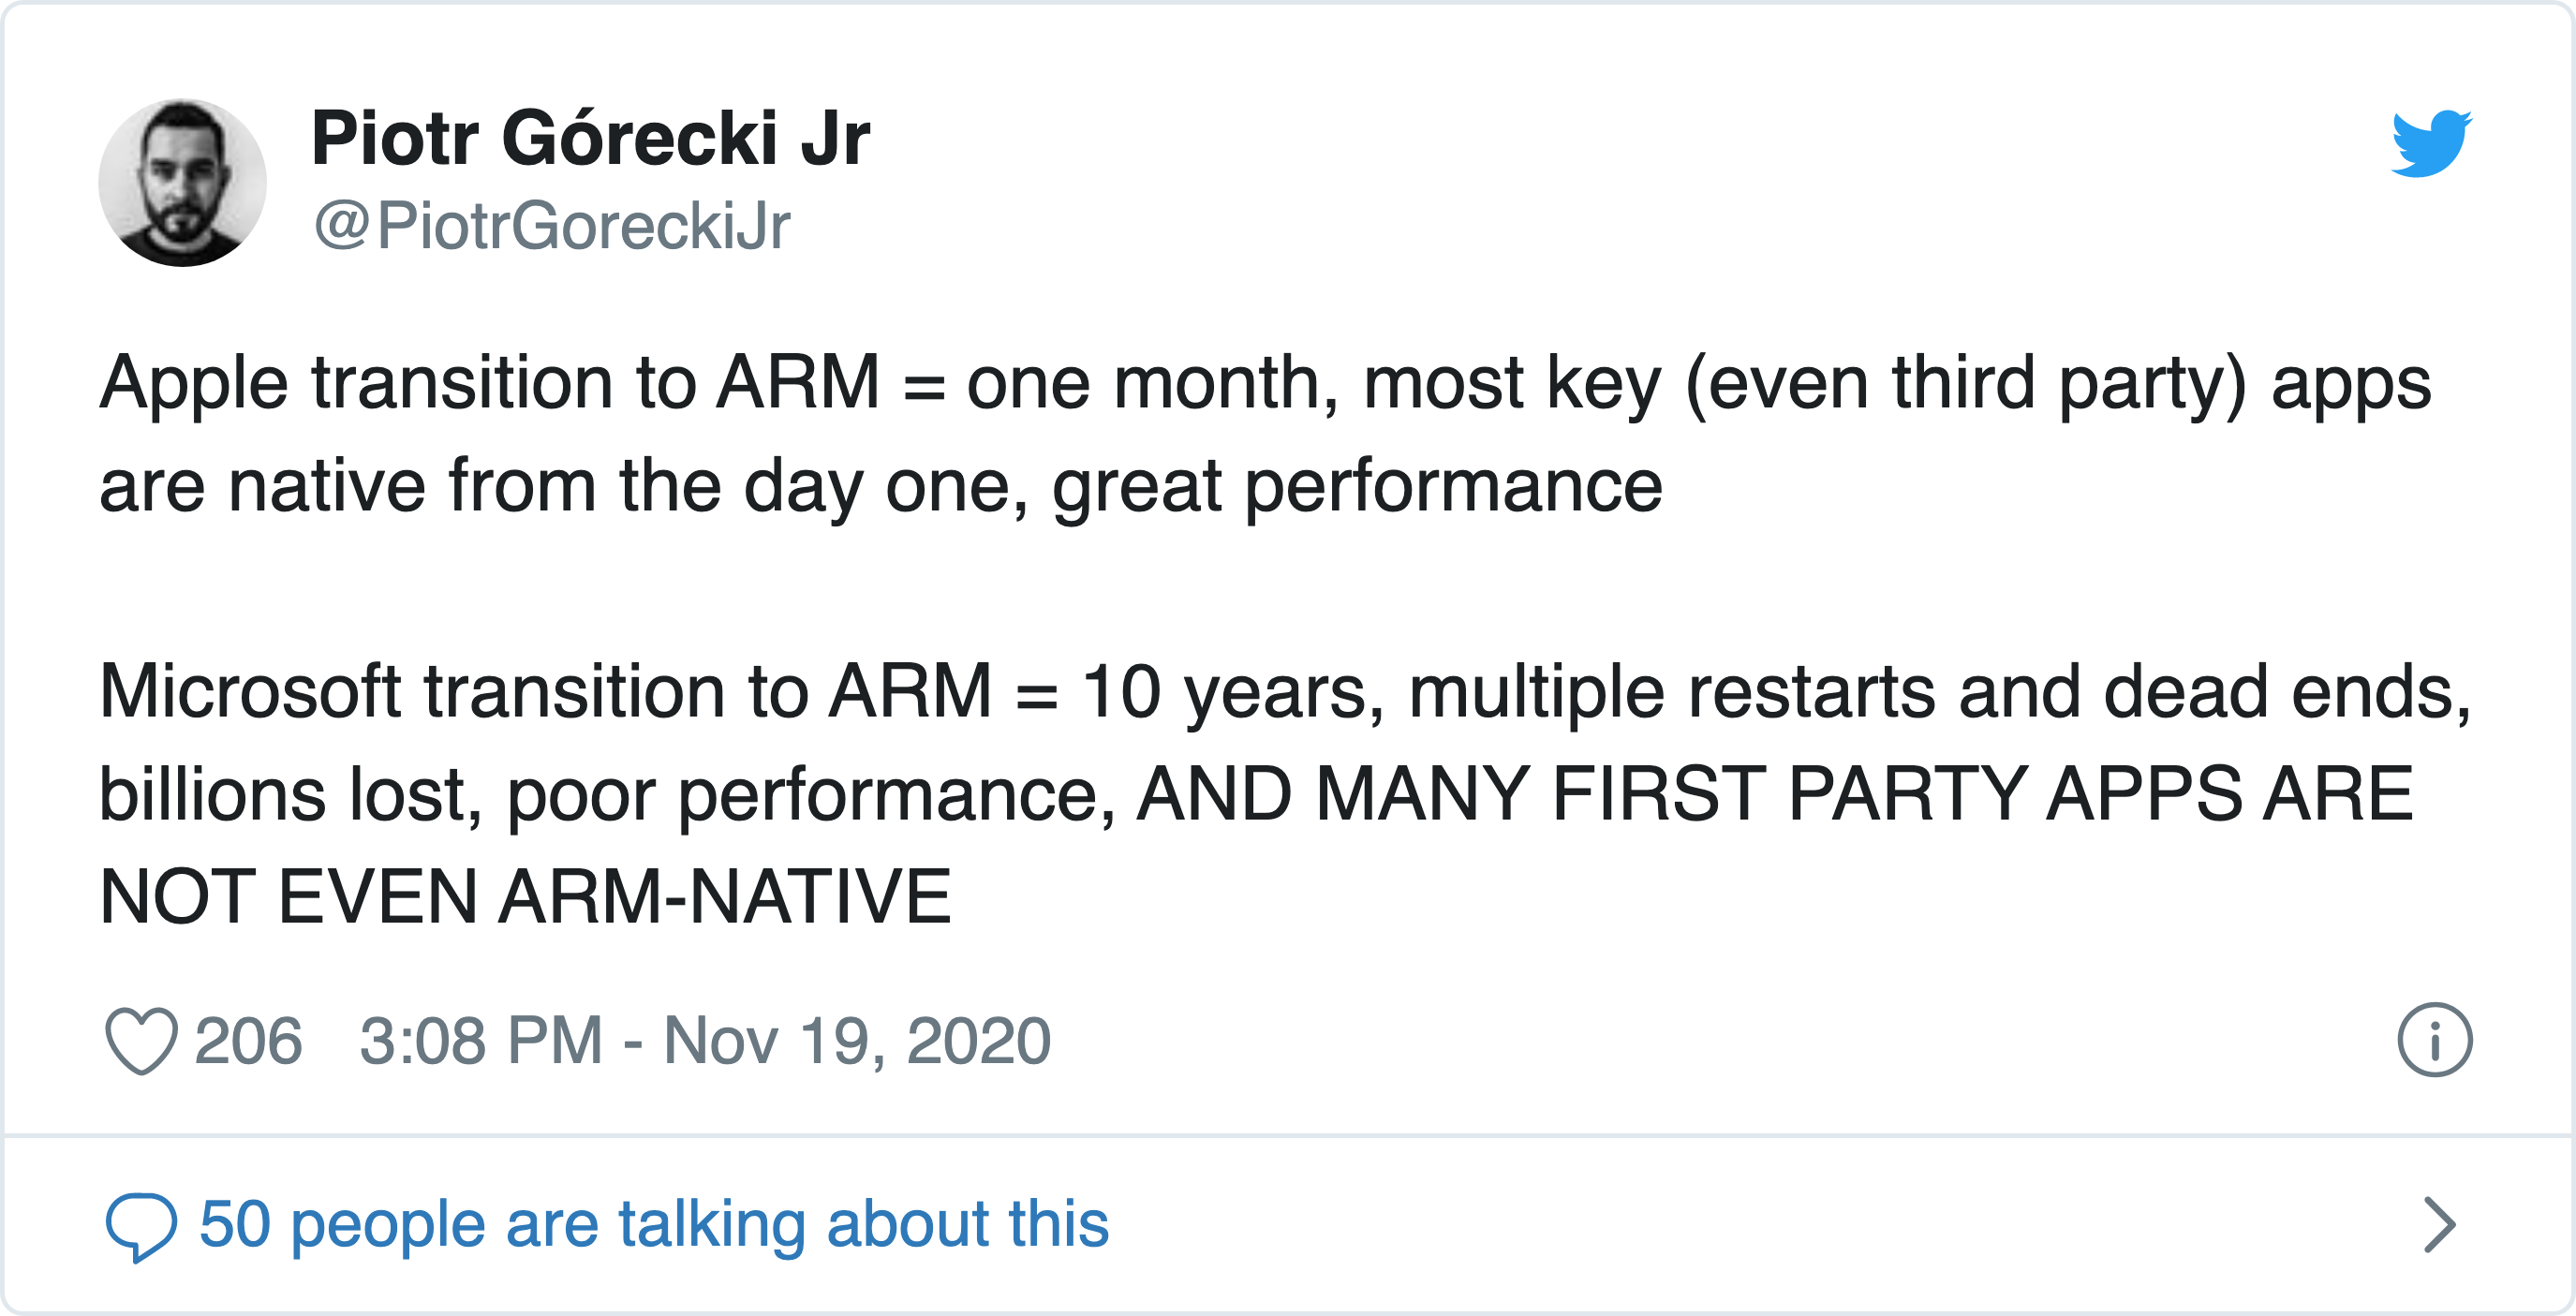 Piotr Górecki Jr
@PiotrGoreckiJr
Apple transition to ARM = one month, most key (even third party) apps
are native from the day one, great performance
Microsoft transition to ARM = 10 years, multiple restarts and dead ends,
billions lost, poor performance, AND MANY FIRST PARTY APPS ARE
NOT EVEN ARM-NATIVE
206 3:08 PM - Nov 19, 2020
50 people are talking about this